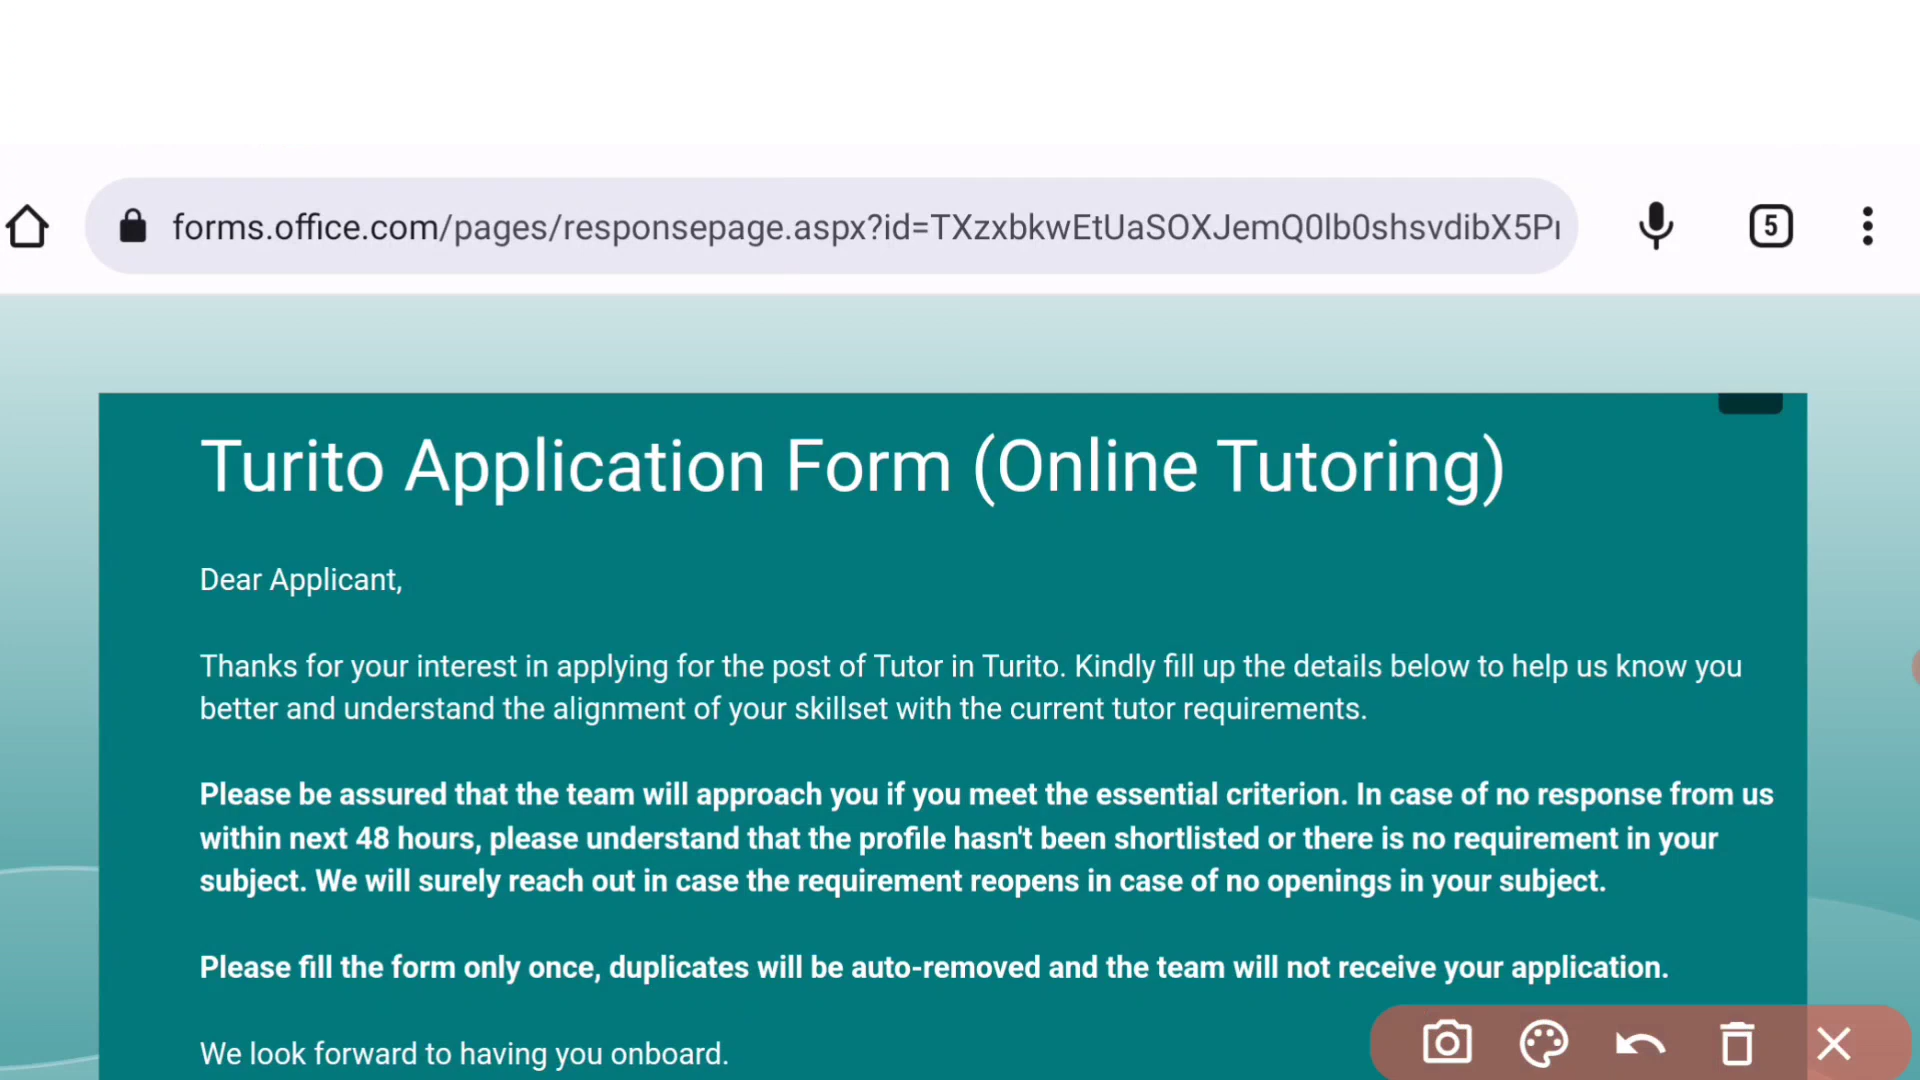 forms.office.com/pages/responsepage.aspx?id=TXzxbkwEtUaSOXJemQ0lb0shsvdibX5P
5
Turito Application Form (Online Tutoring)
Dear Applicant,
Thanks for your interest in applying for the post of Tutor in Turito. Kindly fill up the details below to help us know you
better and understand the alignment of your skillset with the current tutor requirements.
Please be assured that the team will approach you if you meet the essential criterion. In case of no response from us
within next 48 hours, please understand that the profile hasn't been shortlisted or there is no requirement in your
subject. We will surely reach out in case the requirement reopens in case of no openings in your subject.
Please fill the form only once, duplicates will be auto-removed and the team will not receive your application.
We look forward to having you onboard.